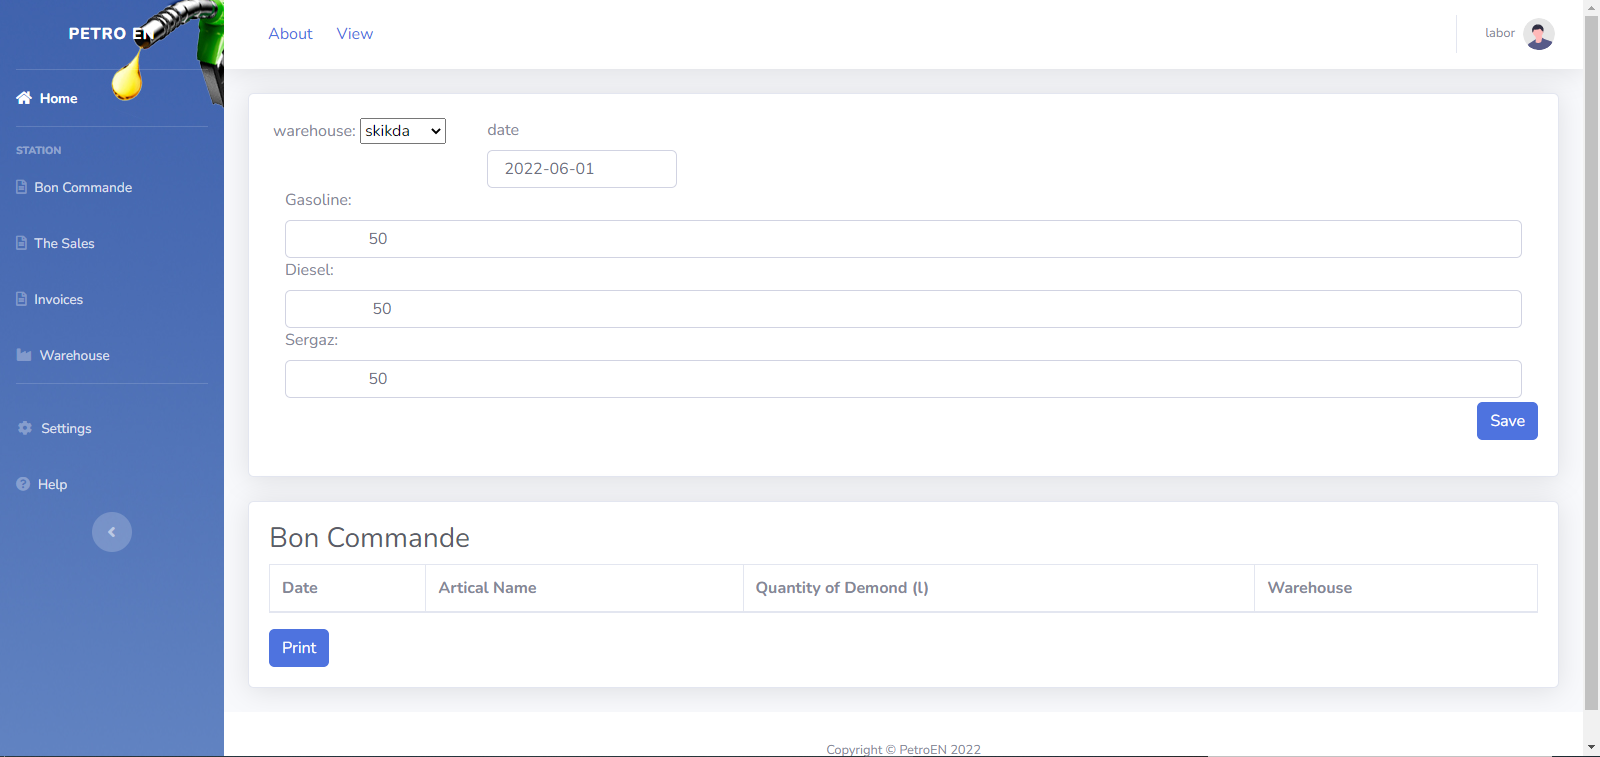 PETRO EN
Home
STATION
Bon Commande
The Sales
Invoices
Warehouse
Settings
Help
About View
labor
warehouse: skikda
date
2022-06-01
Gasoline:
50
Diesel:
50
Sergaz:
50
Save
Bon Commande
Date Artical Name Quantity of Demond (l) Warehouse
Print
Copyright © PetroEN 2022